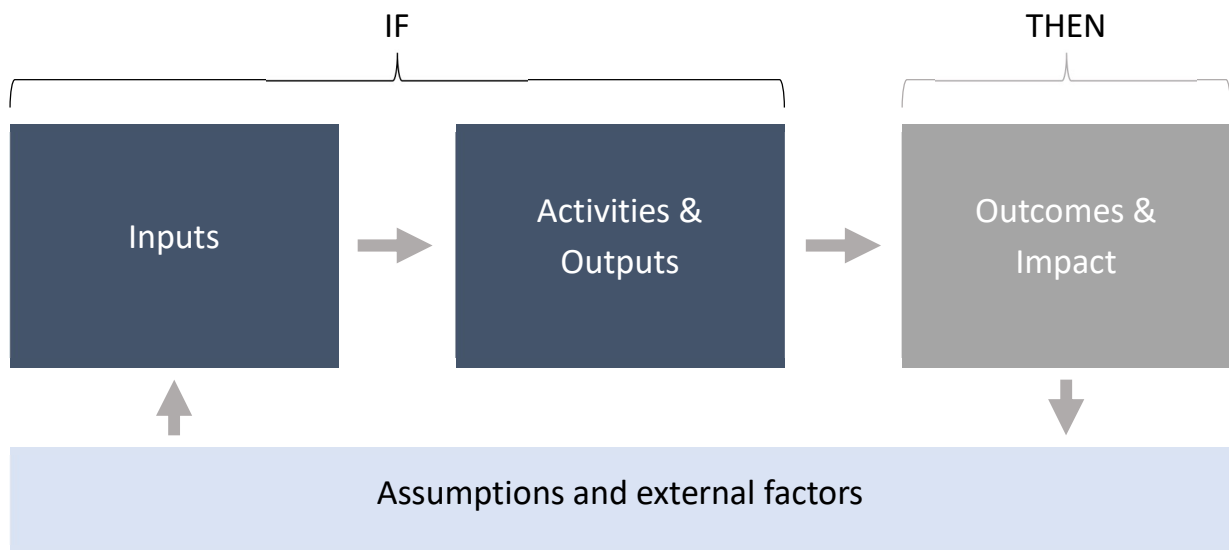 IF
THEN
Inputs
Activities &
Outputs
Outcomes &
Impact
Assumptions and external factors